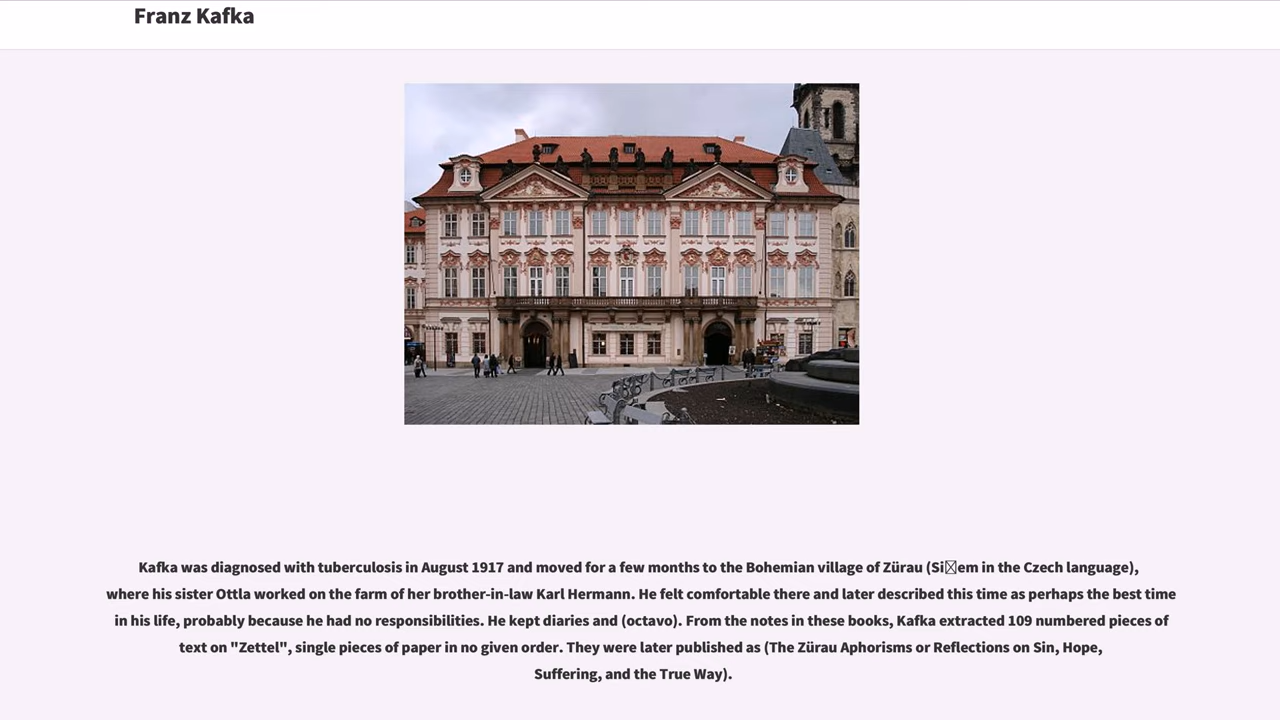 Franz Kafka
Kafka was diagnosed with tuberculosis in August 1917 and moved for a few months to the Bohemian village of Zürau (Si▯em in the Czech language),
where his sister Ottla worked on the farm of her brother-in-law Karl Hermann. He felt comfortable there and later described this time as perhaps the best time
in his life, probably because he had no responsibilities. He kept diaries and (octavo). From the notes in these books, Kafka extracted 109 numbered pieces of
text on "Zettel", single pieces of paper in no given order. They were later published as (The Zürau Aphorisms or Reflections on Sin, Hope,
Suffering, and the True Way).